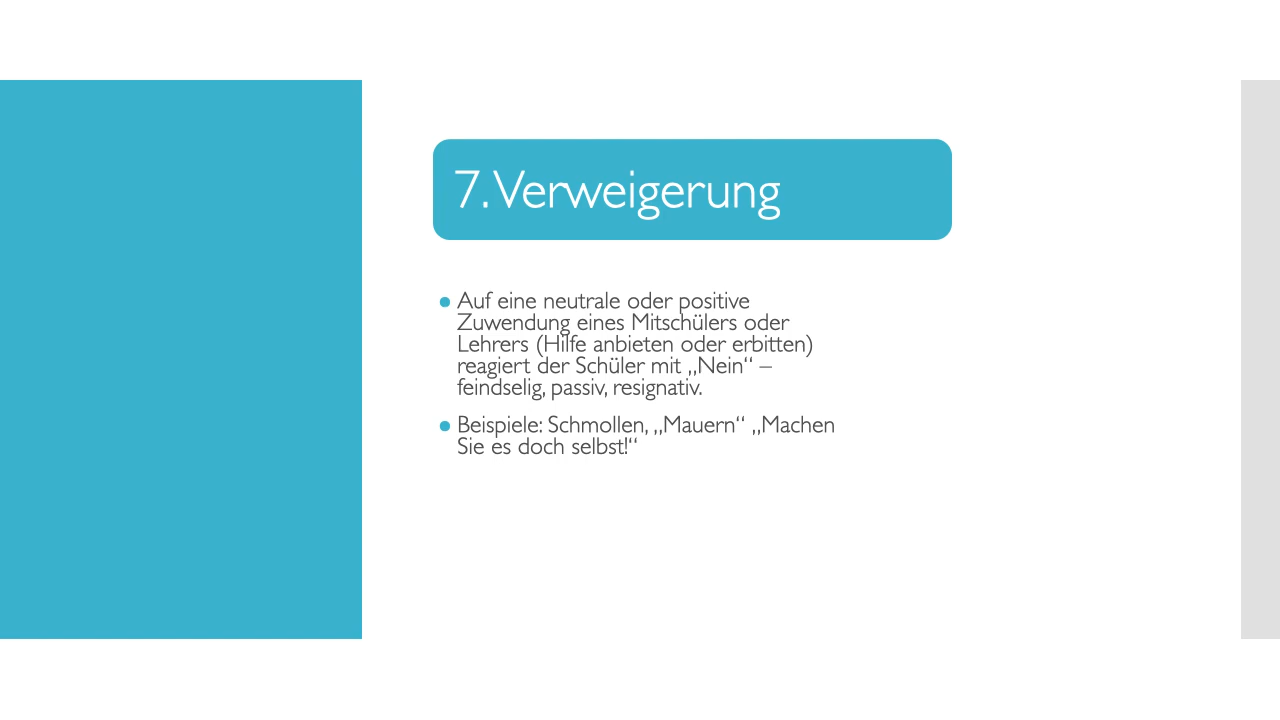 7. Verweigerung
• Auf eine neutrale oder positive
Zuwendung eines Mitschülers oder
Lehrers (Hilfe anbieten oder erbitten)
reagiert der Schüler mit „Nein“ –
feindselig, passiv, resignativ.
• Beispiele: Schmollen, „Mauern“ „Machen
Sie es doch selbst!“